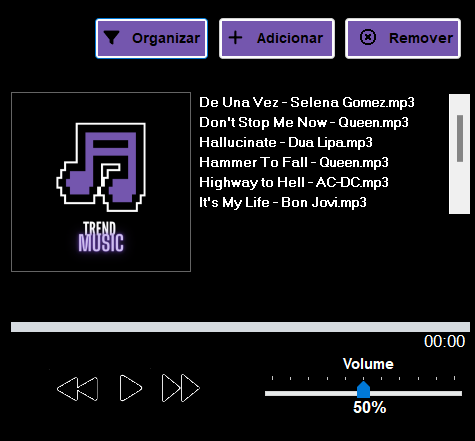 Organizar
Adicionar
Remover
De Una Vez - Selena Gomez.mp3
Don't Stop Me Now - Queen.mp3
Hallucinate - Dua Lipa.mp3
Hammer To Fall - Queen.mp3
Highway to Hell - AC-DC.mp3
It's My Life - Bon Jovi.mp3
TREND
MUSIC
00:00
Volume
50%